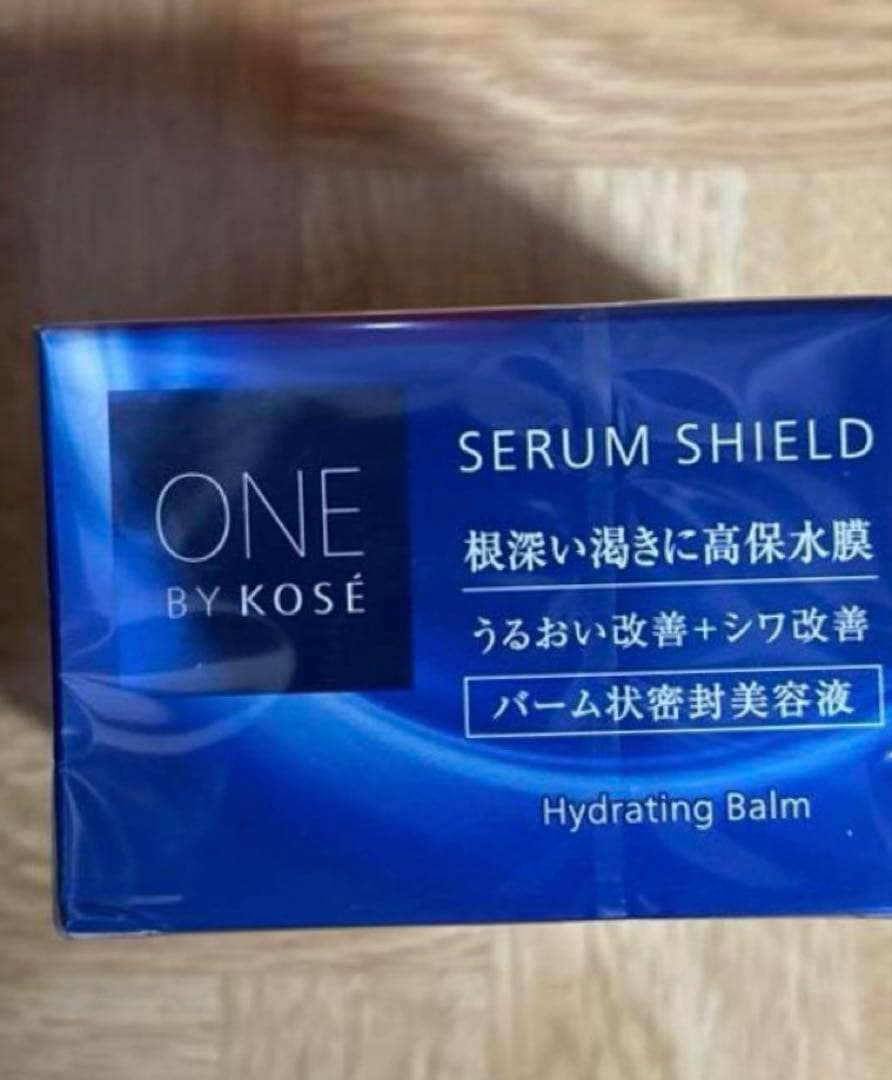 ONE
BY KOSÉ
SERUM SHIELD
根深い渇きに高保水膜
うるおい改善+シワ改善
バーム状密封美容液
Hydrating Balm